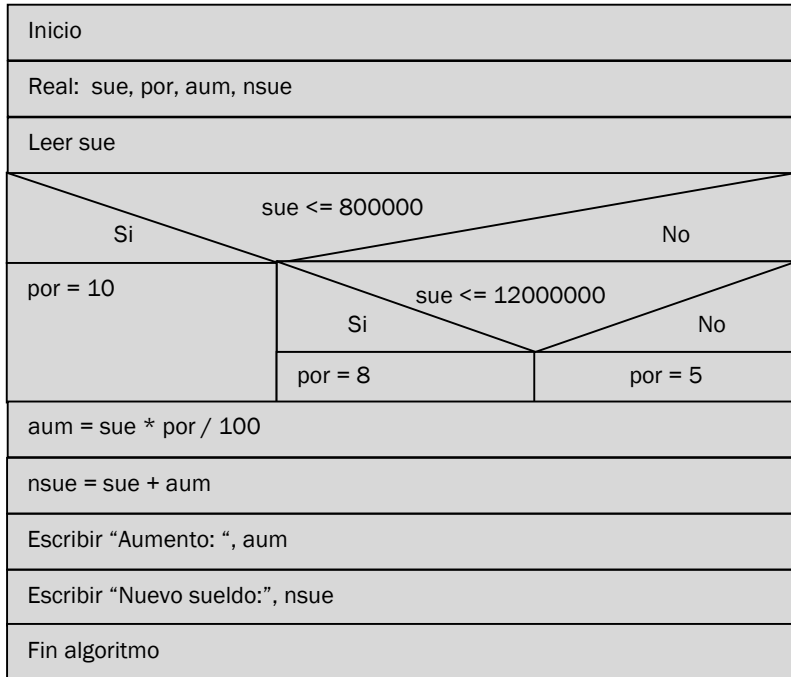 Inicio
Real:  sue, por, aum, nsue
Leer sue
sue <= 800000
Si
No
por = 10
sue <= 12000000
Si
No
por = 8
por = 5
aum = sue * por / 100
nsue = sue + aum
Escribir “Aumento: “, aum
Escribir “Nuevo sueldo:”, nsue
Fin algoritmo